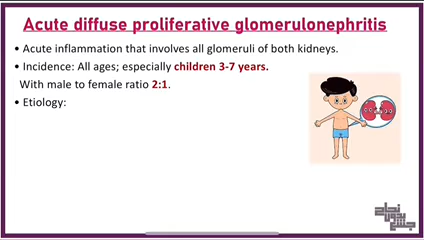 Acute diffuse proliferative glomerulonephritis
• Acute inflammation that involves all glomeruli of both kidneys.
• Incidence: All ages; especially children 3-7 years.
With male to female ratio 2:1.
• Etiology: